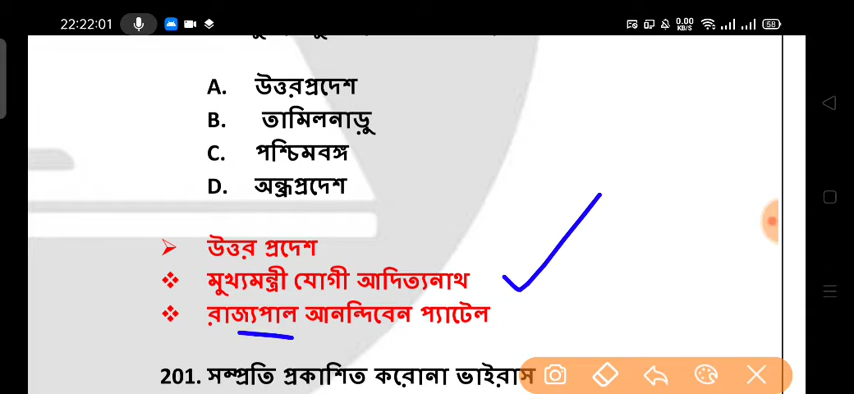 22:22:01 0.00 KB/S 58
A. উত্তরপ্রদেশ
B. তামিলনাড়ু
C. পশ্চিমবঙ্গ
D. অন্ধ্রপ্রদেশ
➢ উত্তর প্রদেশ
❖ মুখ্যমন্ত্রী যোগী আদিত্যনাথ
❖ রাজ্যপাল আনন্দিবেন প্যাটেল
201. সম্প্রতি প্রকাশিত করোনা ভাইরাস